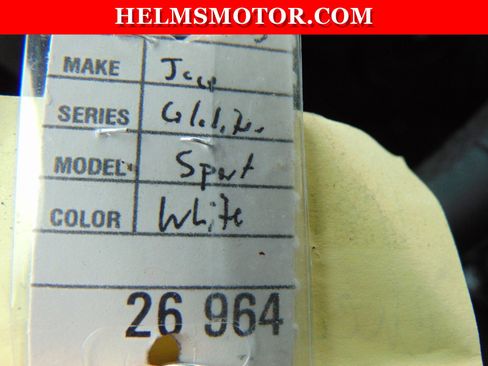 HELMSMOTOR.COM
MAKE Jeep
SERIES
MODEL Sport
COLOR White
26 964